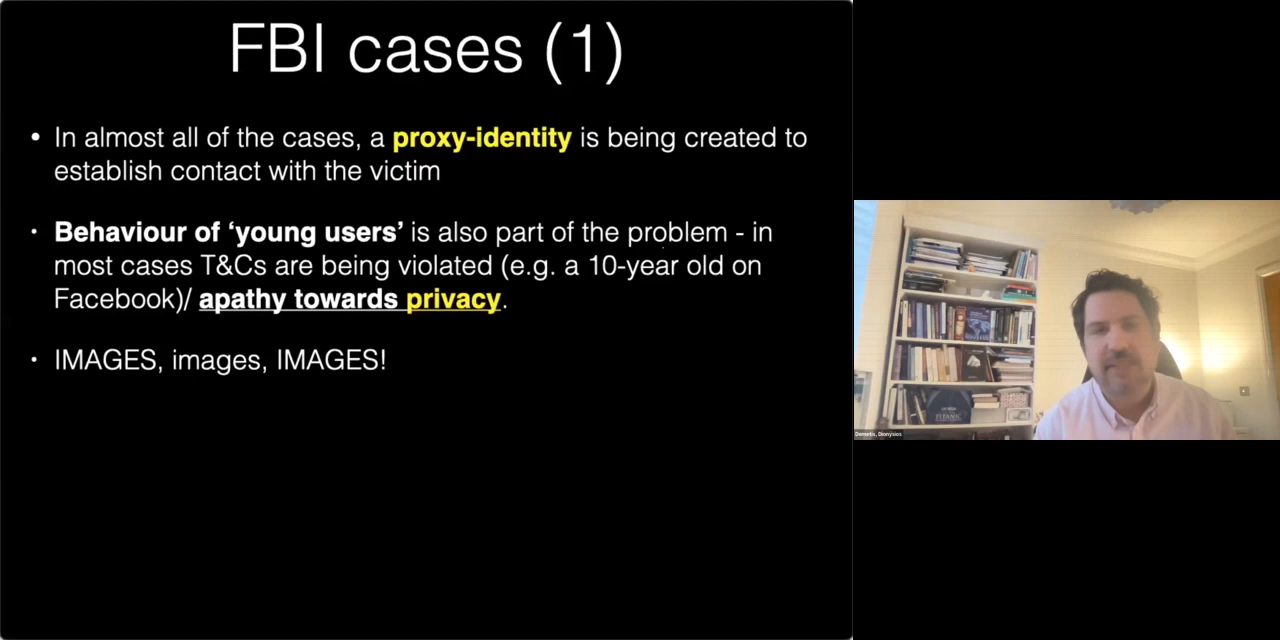 FBI cases (1)
• In almost all of the cases, a proxy-identity is being created to
establish contact with the victim
• Behaviour of ‘young users’ is also part of the problem - in
most cases T&Cs are being violated (e.g. a 10-year old on
Facebook)/ apathy towards privacy.
• IMAGES, images, IMAGES!
TITANIC
Demetis, Dionysios